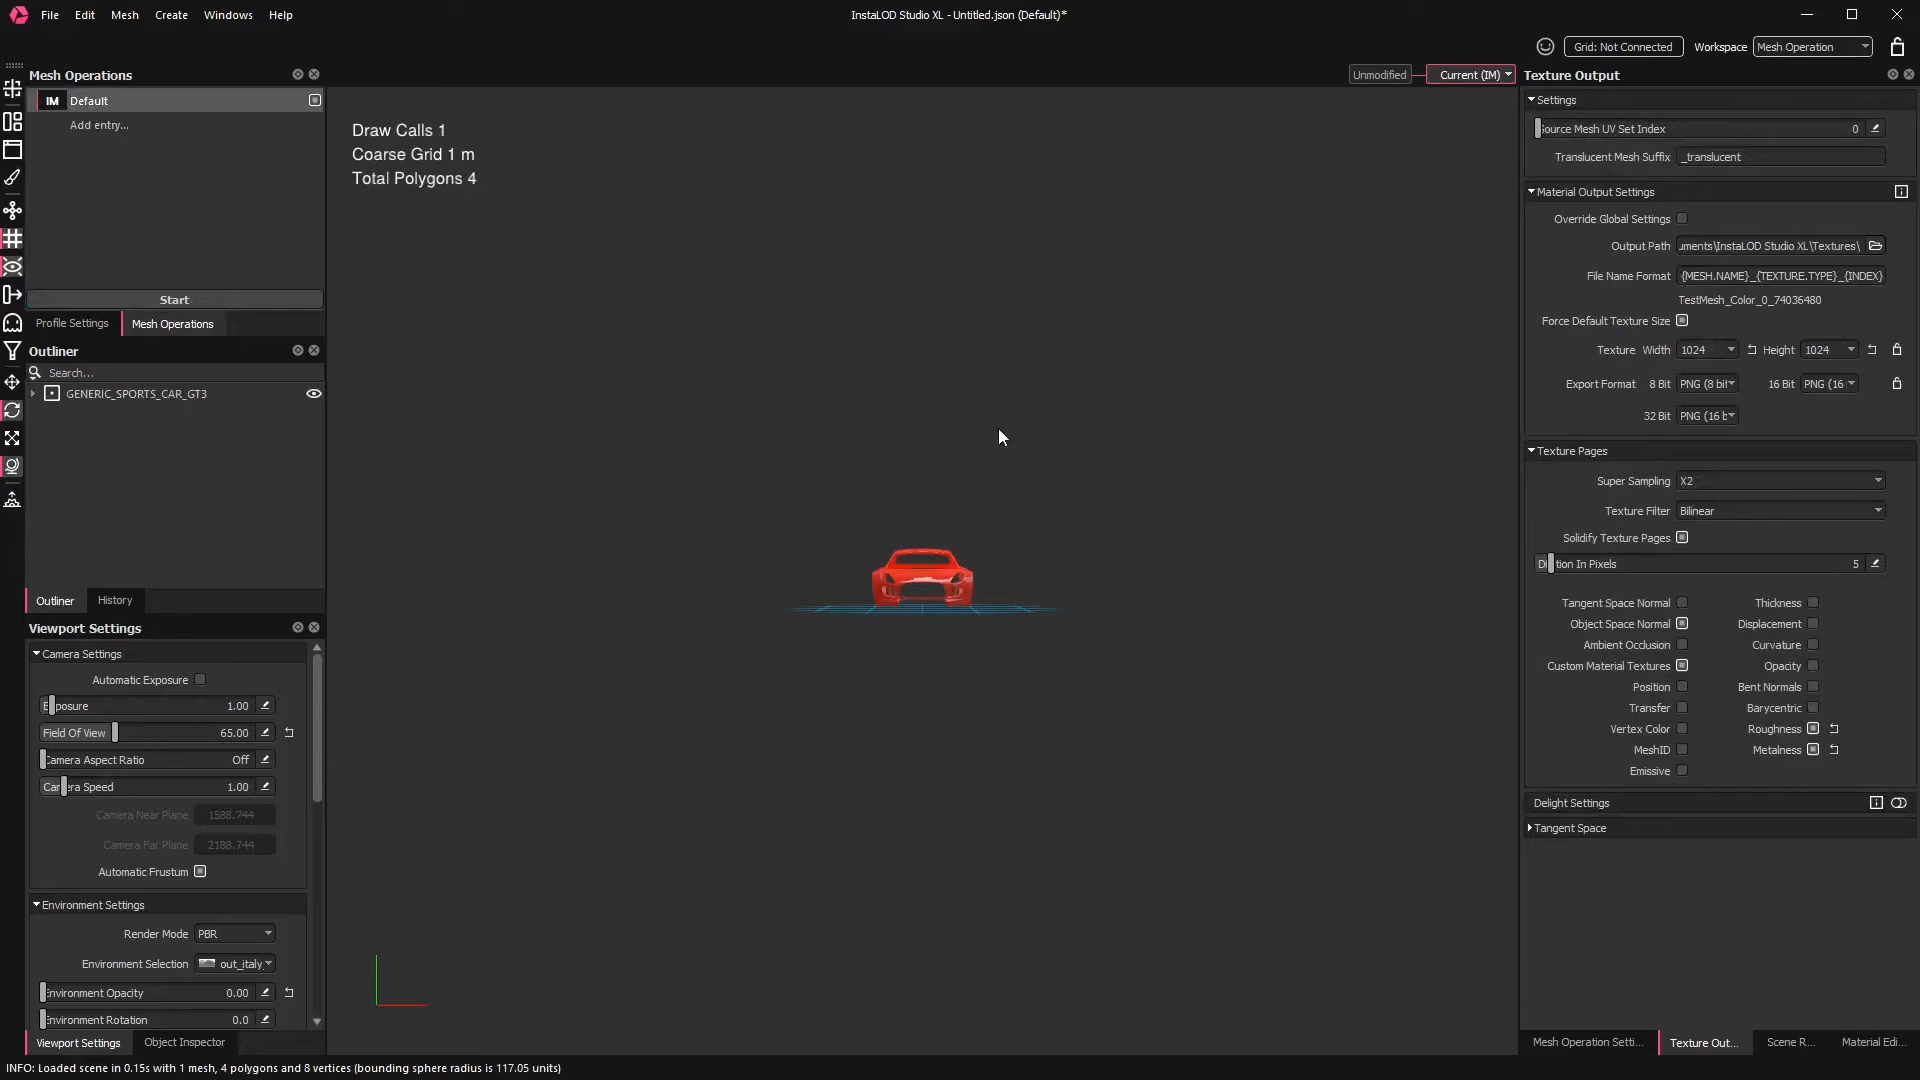 File Edit Mesh Create Windows Help
InstaLOD Studio XL - Untitled.json (Default)*
Grid: Not Connected
Workspace Mesh Operation
Mesh Operations
IM Default
Add entry...
Start
Profile Settings Mesh Operations
Outliner
Search...
GENERIC_SPORTS_CAR_GT3
Outliner History
Viewport Settings
Camera Settings
Automatic Exposure
Exposure 1.00
Field Of View 65.00
Camera Aspect Ratio Off
Camera Speed 1.00
Camera Near Plane 1588.744
Camera Far Plane 2188.744
Automatic Frustum
Environment Settings
Render Mode PBR
Environment Selection out_italy_
Environment Opacity 0.00
Environment Rotation 0.0
Viewport Settings Object Inspector
INFO: Loaded scene in 0.15s with 1 mesh, 4 polygons and 8 vertices (bounding sphere radius is 117.05 units)
Unmodified Current (IM)
Draw Calls 1
Coarse Grid 1 m
Total Polygons 4
Texture Output
Settings
Source Mesh UV Set Index 0
Translucent Mesh Suffix _translucent
Material Output Settings
Override Global Settings
Output Path uments\InstaLOD Studio XL\Textures\
File Name Format {MESH.NAME}_{TEXTURE.TYPE}_{INDEX}
TestMesh_Color_0_74036480
Force Default Texture Size
Texture Width 1024 Height 1024
Export Format 8 Bit PNG (8 bit 16 Bit PNG (16
32 Bit PNG (16 b
Texture Pages
Super Sampling X2
Texture Filter Bilinear
Solidify Texture Pages
Di tion In Pixels 5
Tangent Space Normal Thickness
Object Space Normal Displacement
Ambient Occlusion Curvature
Custom Material Textures Opacity
Position Bent Normals
Transfer Barycentric
Vertex Color Roughness
MeshID Metalness
Emissive
Delight Settings
Tangent Space
Mesh Operation Setti... Texture Out... Scene R... Material Edi...